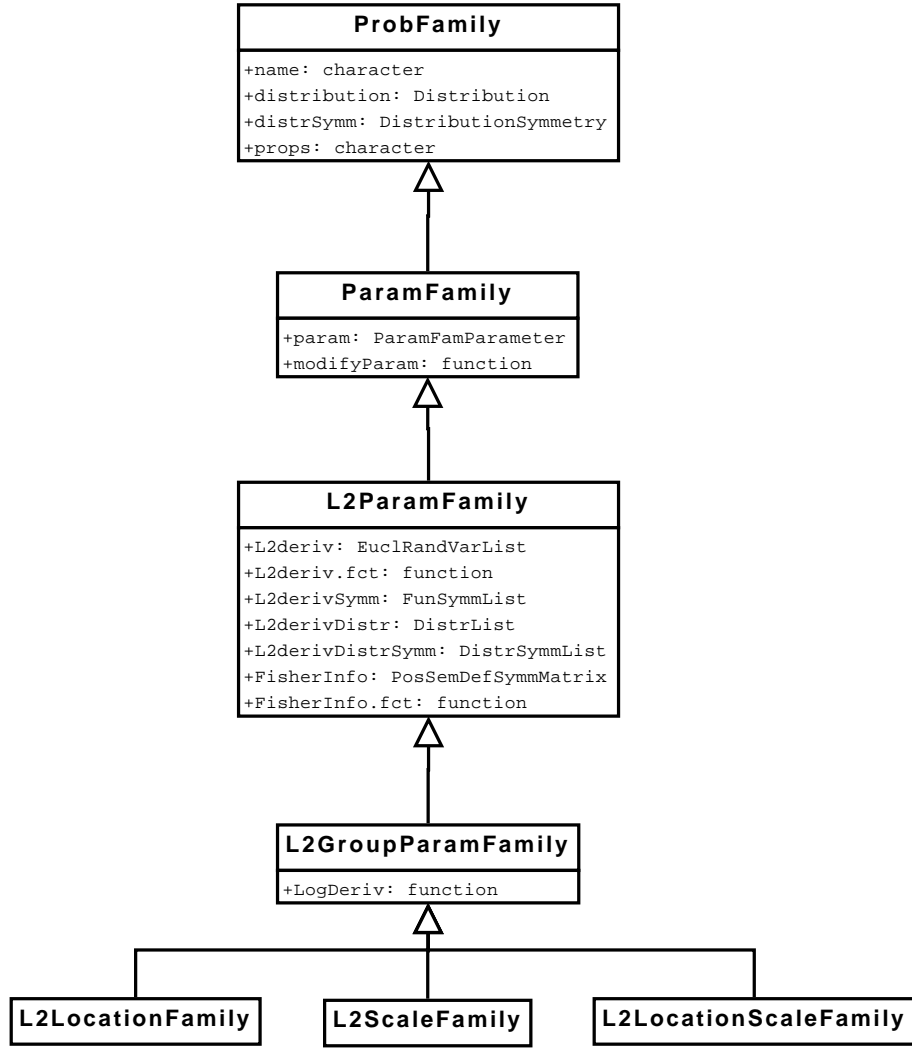 ProbFamily
+name: character
+distribution: Distribution
+distrSymm: DistributionSymmetry
+props: character
ParamFamily
+param: ParamFamParameter
+modifyParam: function
L2ParamFamily
+L2deriv: EuclRandVarList
+L2deriv.fct: function
+L2derivSymm: FunSymmList
+L2derivDistr: DistrList
+L2derivDistrSymm: DistrSymmList
+FisherInfo: PosSemDefSymmMatrix
+FisherInfo.fct: function
L2GroupParamFamily
+LogDeriv: function
L2LocationFamily
L2ScaleFamily
L2LocationScaleFamily